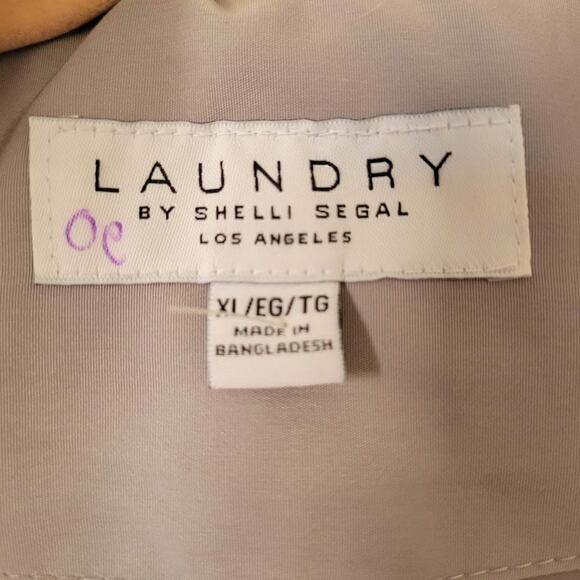 LAUNDRY
BY SHELLI SEGAL
LOS ANGELES
XL/EG/TG
MADE IN
BANGLADESH